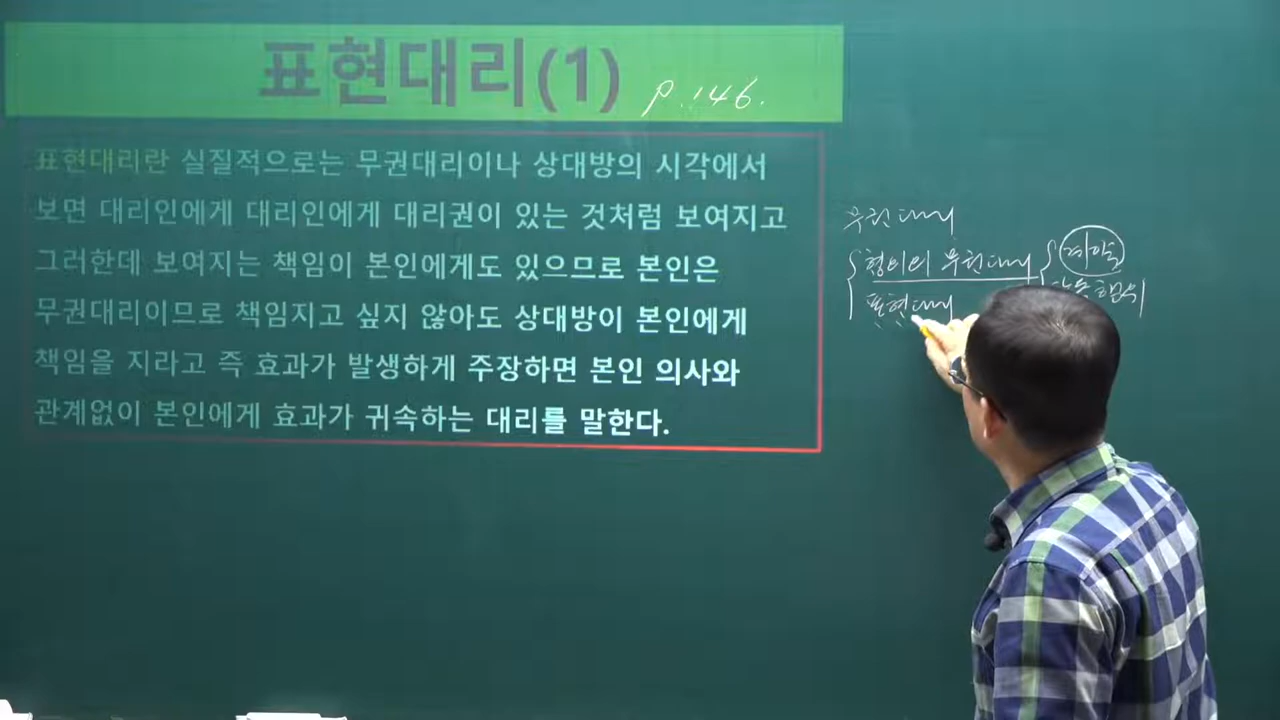 표현대리(1) p.146.
표현대리란 실질적으로는 무권대리이나 상대방의 시각에서
보면 대리인에게 대리인에게 대리권이 있는 것처럼 보여지고
그러한데 보여지는 책임이 본인에게도 있으므로 본인은
무권대리이므로 책임지고 싶지 않아도 상대방이 본인에게
책임을 지라고 즉 효과가 발생하게 주장하면 본인 의사와
관계없이 본인에게 효과가 귀속하는 대리를 말한다.
무권대리
협의의 무권대리
계약
표현대리